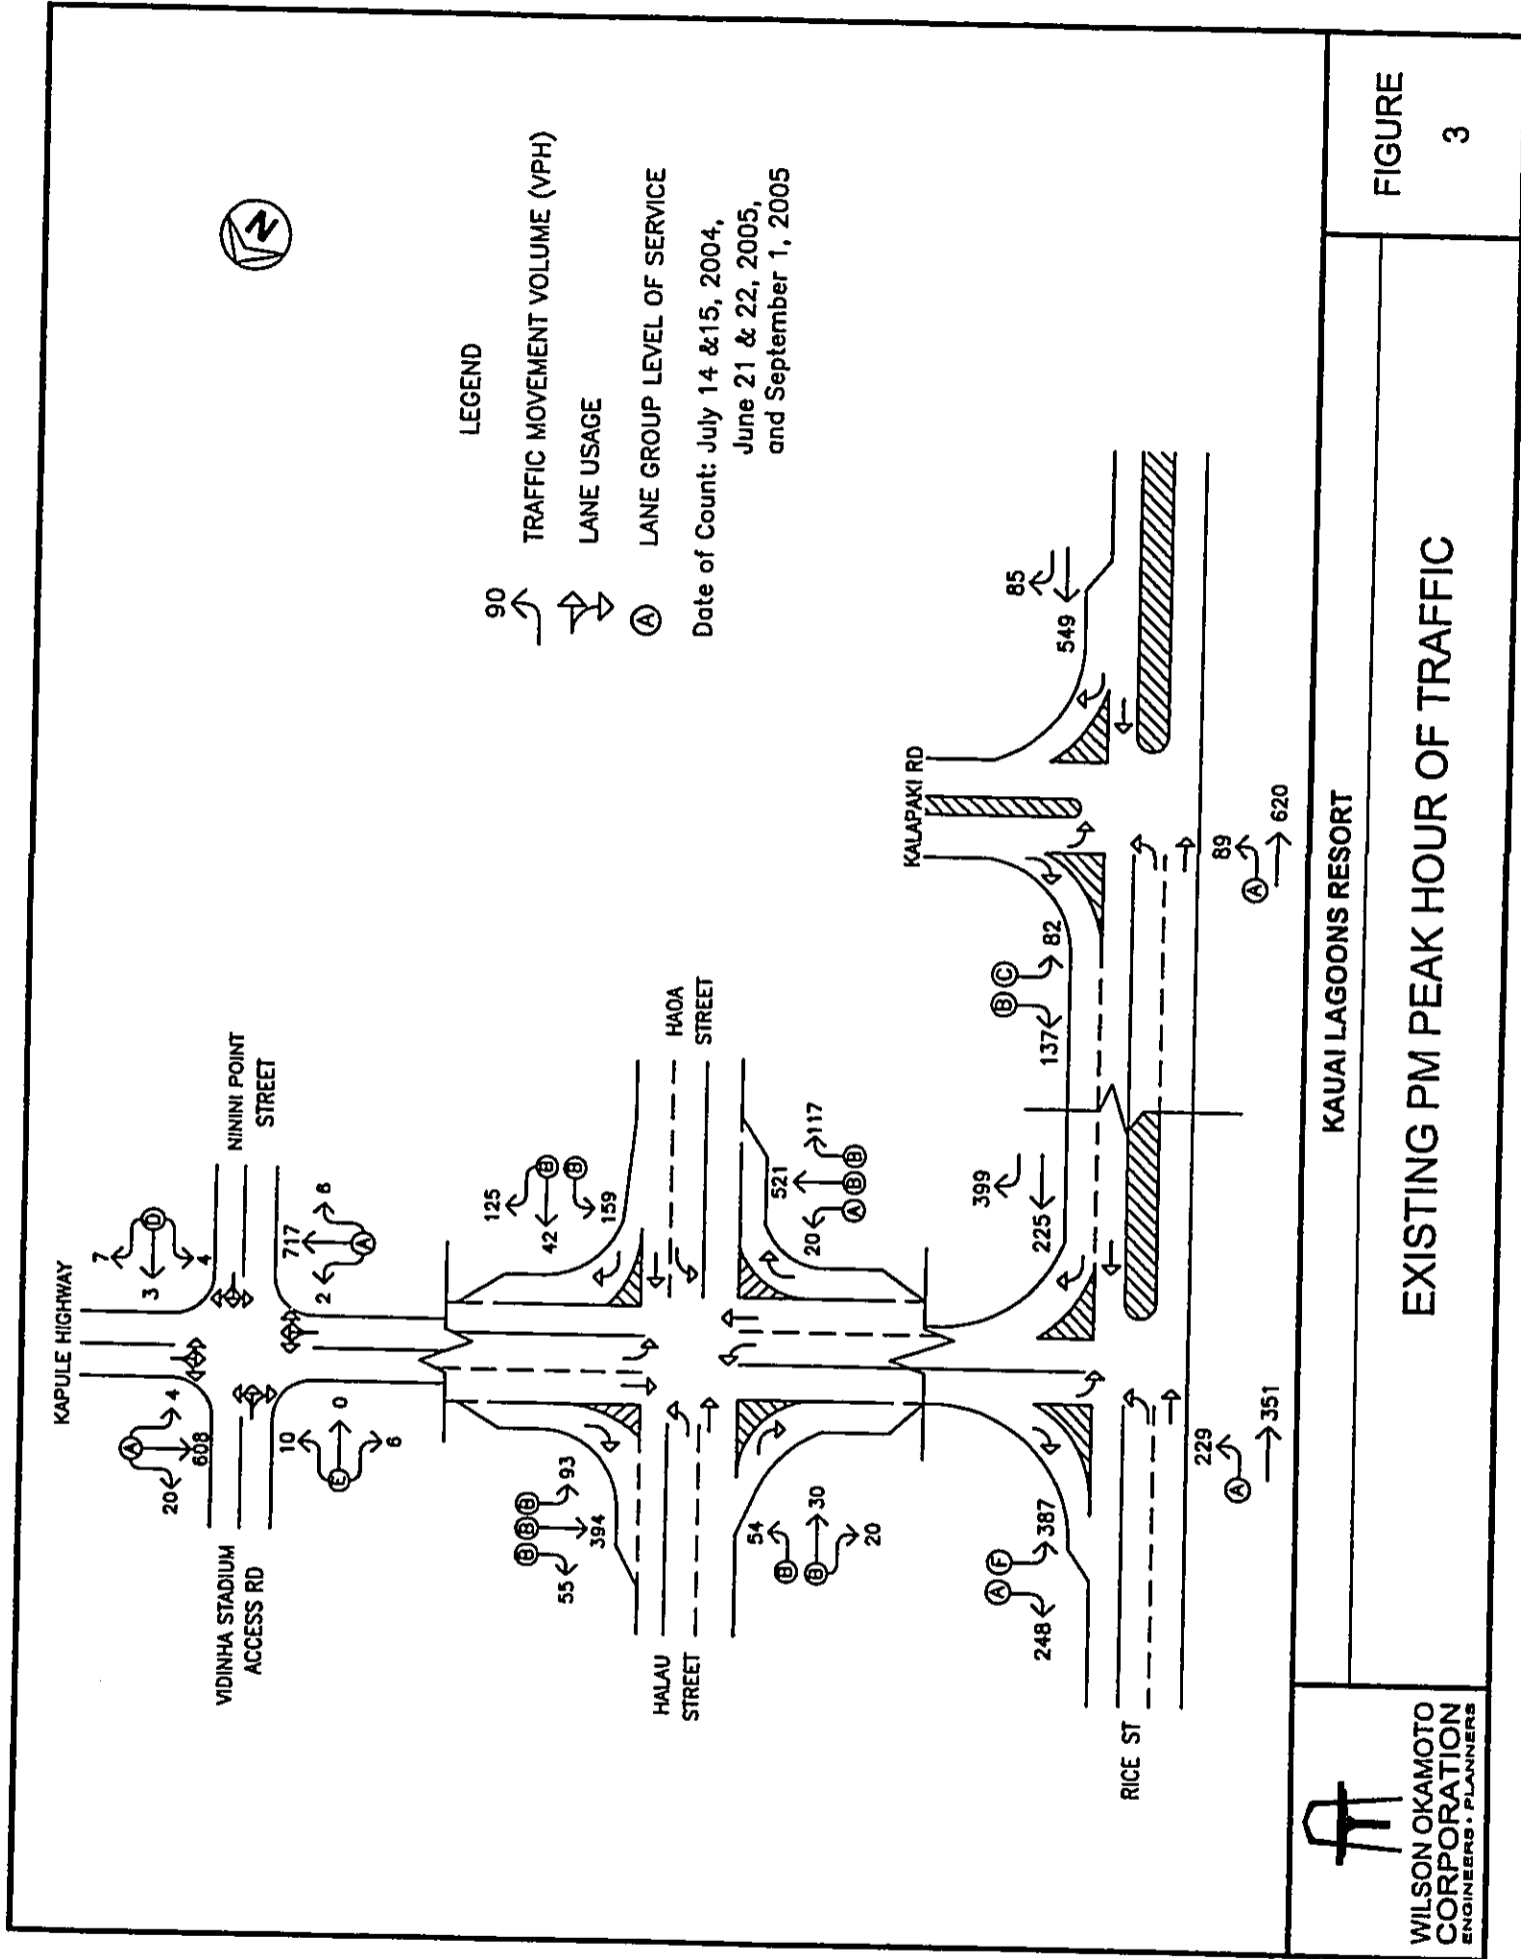 KAPULE HIGHWAY
VIDINHA STADIUM
ACCESS RD
NININI POINT
STREET
20
608
4
7
3
4
10
0
6
2
717
8
HALAU
STREET
HAOA
STREET
55
394
93
125
42
159
54
30
20
20
521
117
RICE ST
KALAPAKI RD
248
387
399
225
229
351
137
82
85
549
89
620
A
D
E
A
B
B
B
B
B
B
B
A
B
B
A
F
A
B
C
A
N
LEGEND
90
TRAFFIC MOVEMENT VOLUME (VPH)
LANE USAGE
A LANE GROUP LEVEL OF SERVICE
Date of Count: July 14 &15, 2004,
June 21 & 22, 2005,
and September 1, 2005
WILSON OKAMOTO
CORPORATION
ENGINEERS • PLANNERS
KAUAI LAGOONS RESORT
EXISTING PM PEAK HOUR OF TRAFFIC
FIGURE
3